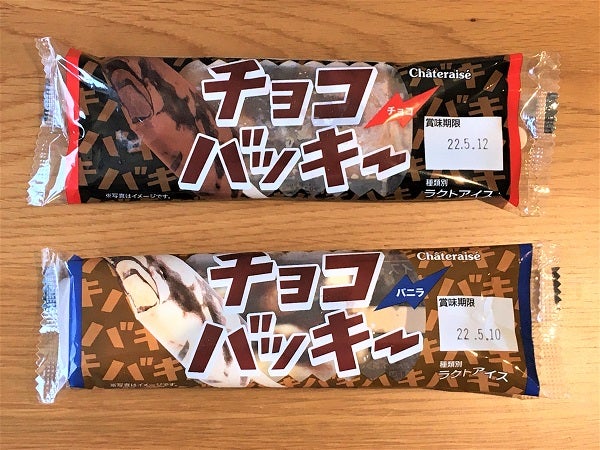 Châteraisé
チョコ
バッキー
チョコ
賞味期限
22.5.12
種類別
ラクトアイス
※写真はイメージです。
Châteraisé
チョコ
バッキー
バニラ
賞味期限
22.5.10
種類別
ラクトアイス
※写真はイメージです。